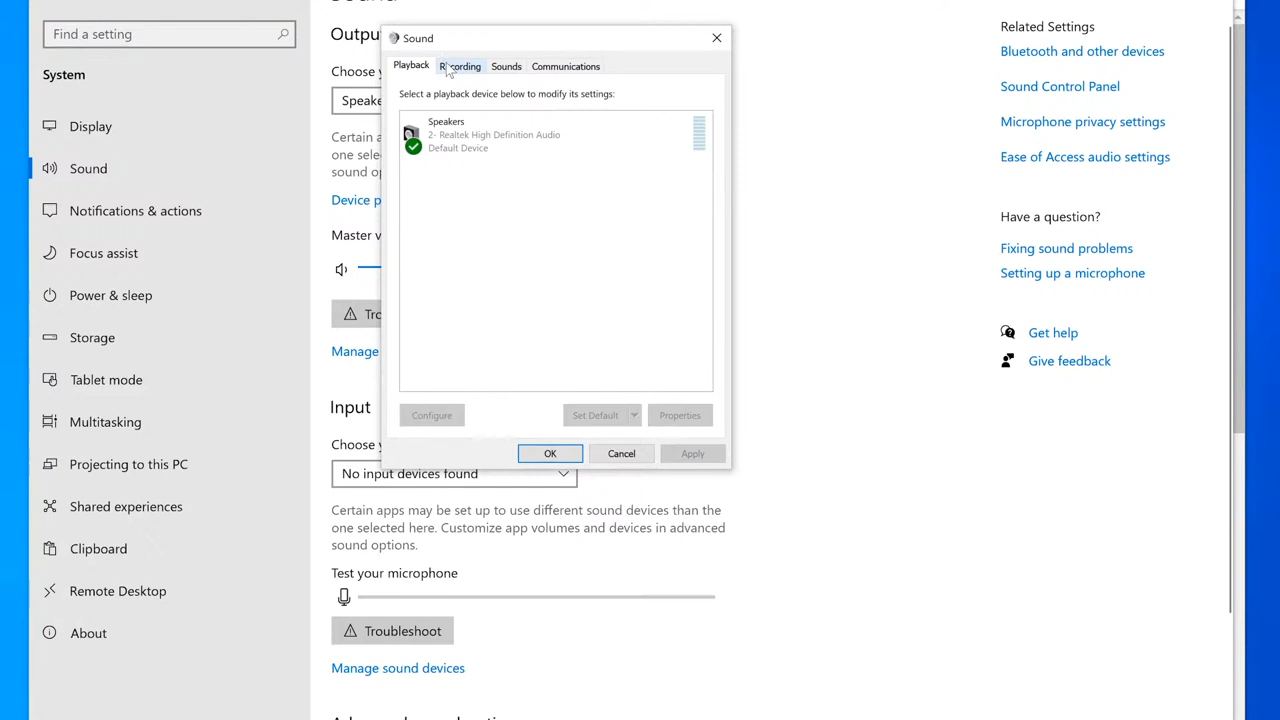 Find a setting
System
Display
Sound
Notifications & actions
Focus assist
Power & sleep
Storage
Tablet mode
Multitasking
Projecting to this PC
Shared experiences
Clipboard
Remote Desktop
About
Sound
Playback
Recording
Sounds
Communications
Select a playback device below to modify its settings:
Speakers
2- Realtek High Definition Audio
Default Device
Configure
Set Default
Properties
OK
Cancel
Apply
Choose
Certain a
one sele
sound o
Device p
Master v
Manage
Input
Choose
No input devices found
Certain apps may be set up to use different sound devices than the
one selected here. Customize app volumes and devices in advanced
sound options.
Test your microphone
Troubleshoot
Manage sound devices
Related Settings
Bluetooth and other devices
Sound Control Panel
Microphone privacy settings
Ease of Access audio settings
Have a question?
Fixing sound problems
Setting up a microphone
Get help
Give feedback